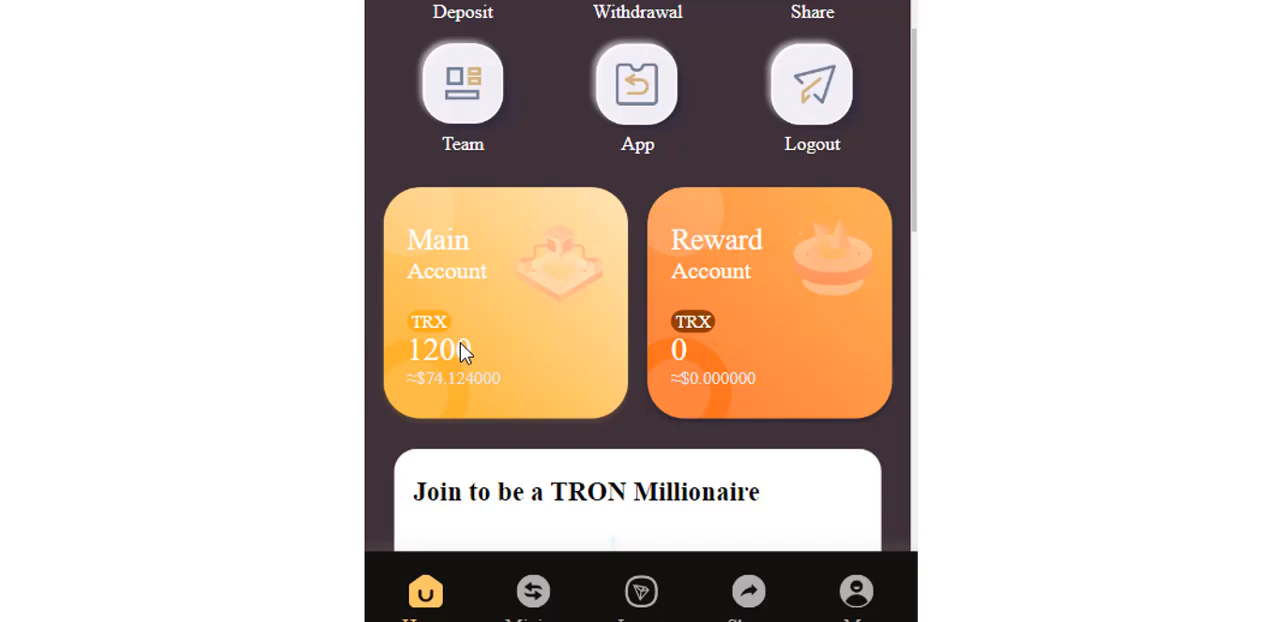 Deposit Withdrawal Share
Team App Logout
Main
Account
TRX
1200
≈$74.124000
Reward
Account
TRX
0
≈$0.000000
Join to be a TRON Millionaire